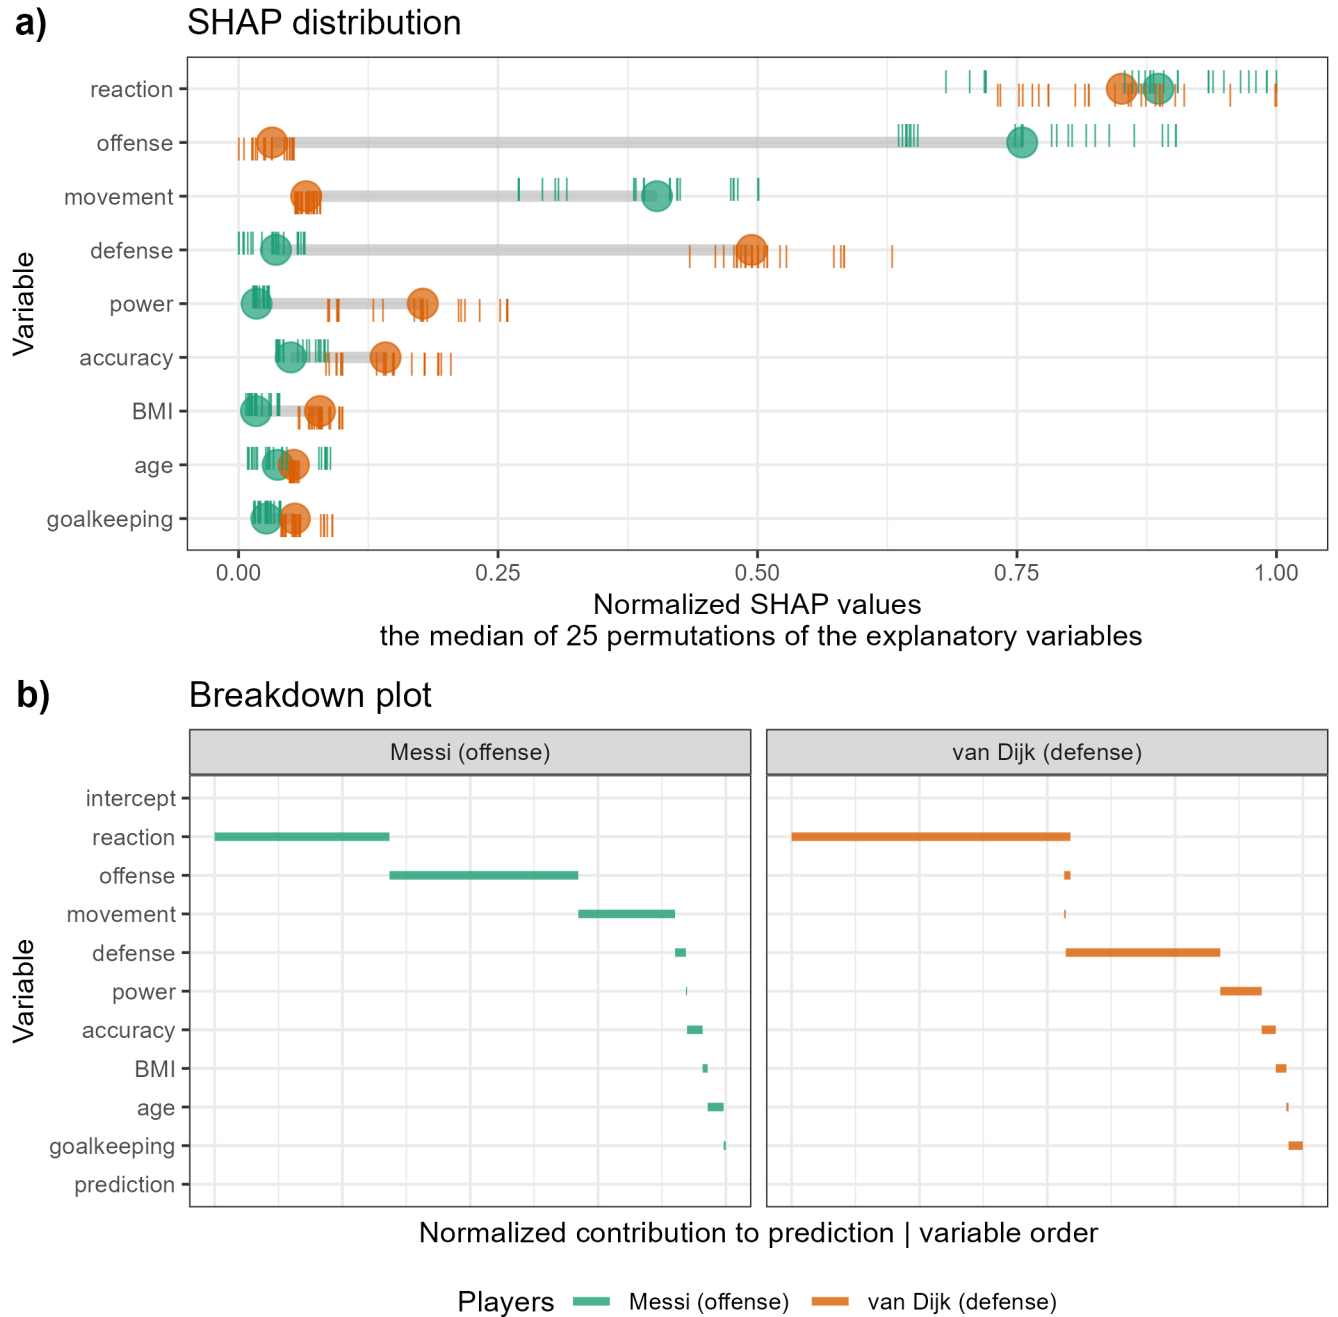 a)
SHAP distribution
Variable
reaction
offense
movement
defense
power
accuracy
BMI
age
goalkeeping
0.00 0.25 0.50 0.75 1.00
Normalized SHAP values
the median of 25 permutations of the explanatory variables
b)
Breakdown plot
Messi (offense) van Dijk (defense)
Variable
intercept
reaction
offense
movement
defense
power
accuracy
BMI
age
goalkeeping
prediction
Normalized contribution to prediction | variable order
Players Messi (offense) van Dijk (defense)